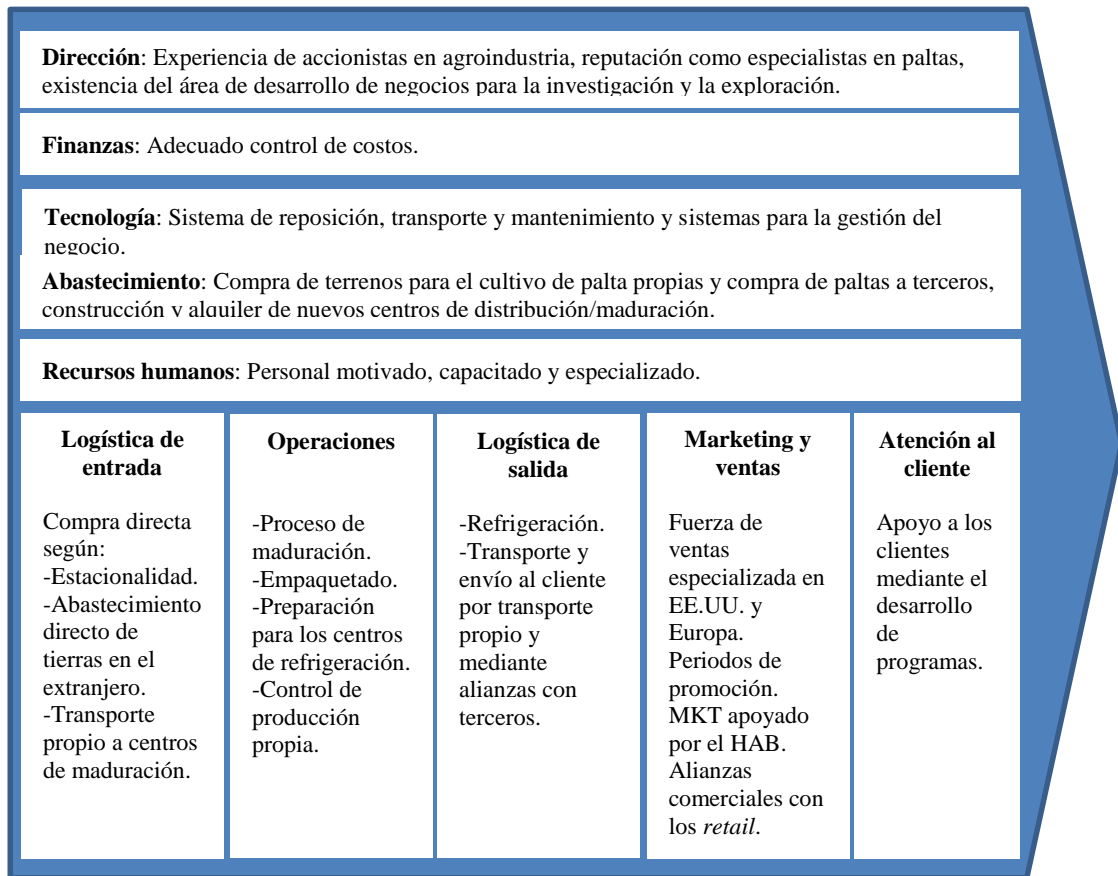 Dirección: Experiencia de accionistas en agroindustria, reputación como especialistas en paltas,
existencia del área de desarrollo de negocios para la investigación y la exploración.
Finanzas: Adecuado control de costos.
Tecnología: Sistema de reposición, transporte y mantenimiento y sistemas para la gestión del
negocio.
Abastecimiento: Compra de terrenos para el cultivo de palta propias y compra de paltas a terceros,
construcción y alquiler de nuevos centros de distribución/maduración.
Recursos humanos: Personal motivado, capacitado y especializado.
Logística de
entrada
Compra directa
según:
-Estacionalidad.
-Abastecimiento
directo de
tierras en el
extranjero.
-Transporte
propio a centros
de maduración.
Operaciones
-Proceso de
maduración.
-Empaquetado.
-Preparación
para los centros
de refrigeración.
-Control de
producción
propia.
Logística de
salida
-Refrigeración.
-Transporte y
envío al cliente
por transporte
propio y
mediante
alianzas con
terceros.
Marketing y
ventas
Fuerza de
ventas
especializada en
EE.UU. y
Europa.
Periodos de
promoción.
MKT apoyado
por el HAB.
Alianzas
comerciales con
los retail.
Atención al
cliente
Apoyo a los
clientes
mediante el
desarrollo
de
programas.